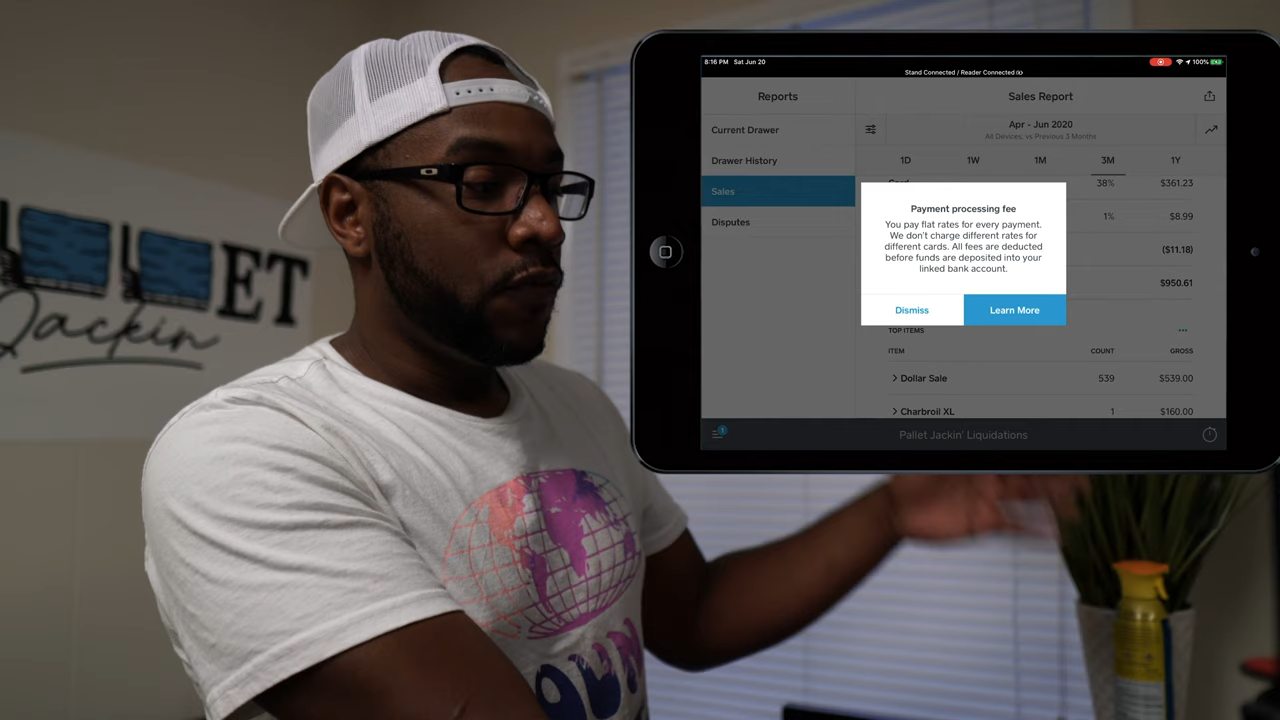 ET
Jackin
OWN
8:16 PM Sat Jun 20
100%
Stand Connected / Reader Connected
Reports
Sales Report
Current Drawer
Apr - Jun 2020
All Devices, vs Previous 3 Months
Drawer History
1D 1W 1M 3M 1Y
38% $361.23
Sales
1% $8.99
Disputes
($11.18)
$950.61
Payment processing fee
You pay flat rates for every payment.
We don't charge different rates for
different cards. All fees are deducted
before funds are deposited into your
linked bank account.
Dismiss Learn More
TOP ITEMS
ITEM COUNT GROSS
Dollar Sale 539 $539.00
Charbroil XL 1 $160.00
1
Pallet Jackin' Liquidations